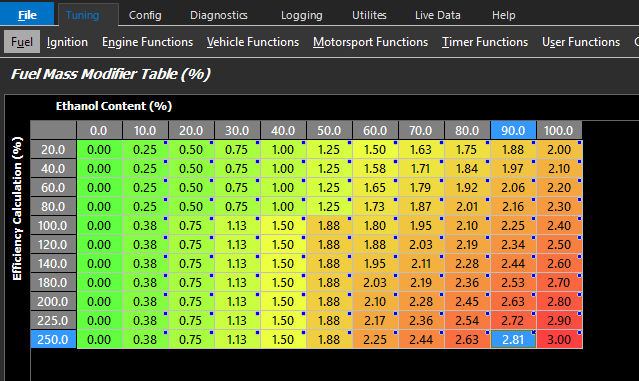 File Tuning Config Diagnostics Logging Utilites Live Data Help
Fuel Ignition Engine Functions Vehicle Functions Motorsport Functions Timer Functions User Functions
Fuel Mass Modifier Table (%)
Ethanol Content (%)
Efficiency Calculation (%)
0.0 10.0 20.0 30.0 40.0 50.0 60.0 70.0 80.0 90.0 100.0
20.0 0.00 0.25 0.50 0.75 1.00 1.25 1.50 1.63 1.75 1.88 2.00
40.0 0.00 0.25 0.50 0.75 1.00 1.25 1.58 1.71 1.84 1.97 2.10
60.0 0.00 0.25 0.50 0.75 1.00 1.25 1.65 1.79 1.92 2.06 2.20
80.0 0.00 0.25 0.50 0.75 1.00 1.25 1.73 1.87 2.01 2.16 2.30
100.0 0.00 0.38 0.75 1.13 1.50 1.88 1.80 1.95 2.10 2.25 2.40
120.0 0.00 0.38 0.75 1.13 1.50 1.88 1.88 2.03 2.19 2.34 2.50
140.0 0.00 0.38 0.75 1.13 1.50 1.88 1.95 2.11 2.28 2.44 2.60
180.0 0.00 0.38 0.75 1.13 1.50 1.88 2.03 2.19 2.36 2.53 2.70
200.0 0.00 0.38 0.75 1.13 1.50 1.88 2.10 2.28 2.45 2.63 2.80
225.0 0.00 0.38 0.75 1.13 1.50 1.88 2.17 2.36 2.54 2.72 2.90
250.0 0.00 0.38 0.75 1.13 1.50 1.88 2.25 2.44 2.63 2.81 3.00